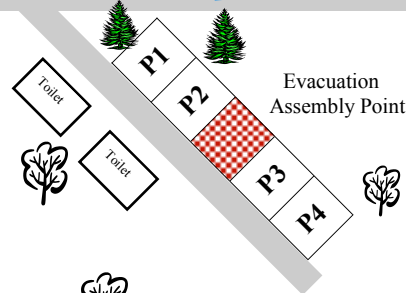 P1
P2
Toilet
Evacuation
Assembly Point
Toilet
P3
P4